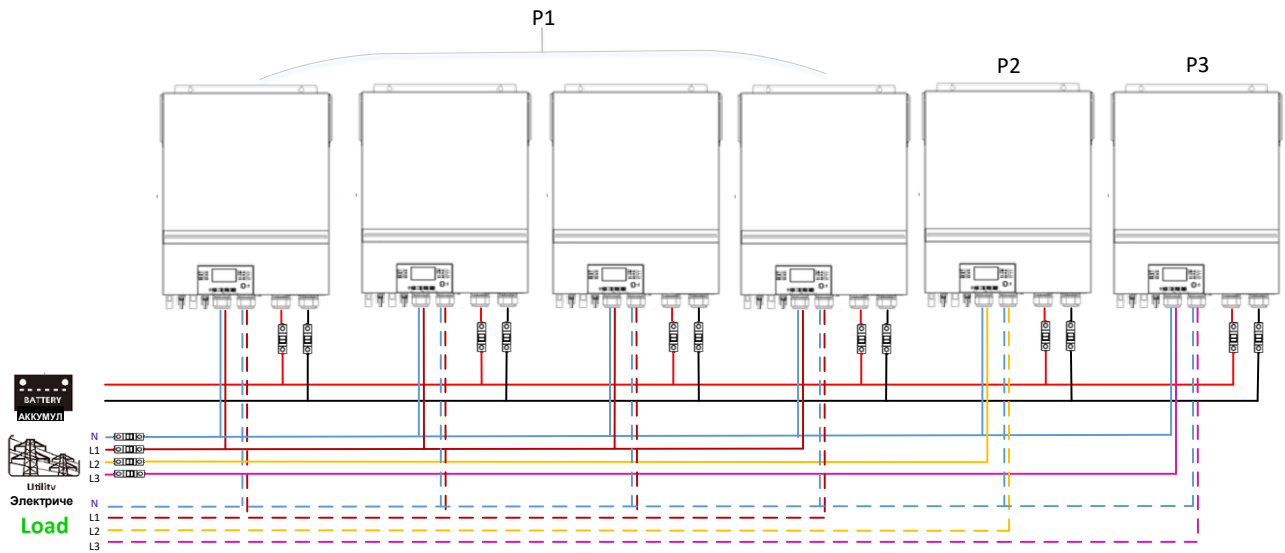 P1
P2
P3
BATTERY
АККУМУЛ
N
L1
L2
L3
Utility
Электриче
Load
N
L1
L2
L3